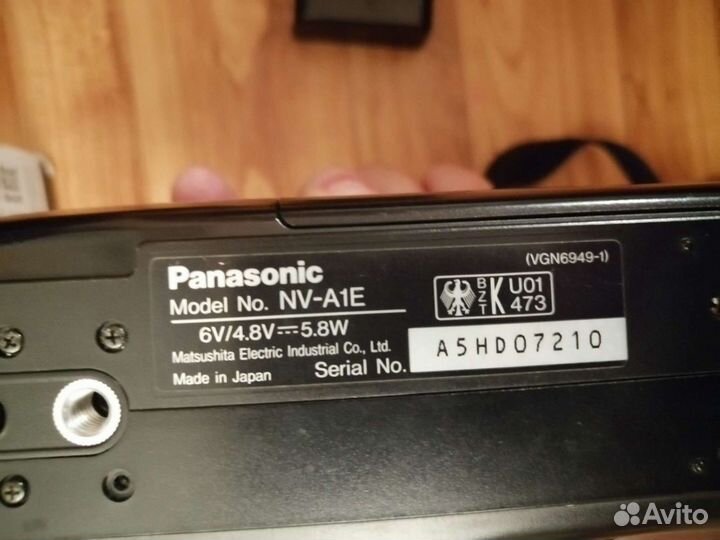 Panasonic
(VGN6949-1)
Model No. NV-A1E
BZT K U01 473
6V/4.8V⎓5.8W
Matsushita Electric Industrial Co., Ltd.
Made in Japan
Serial No. A5HD07210
Avito